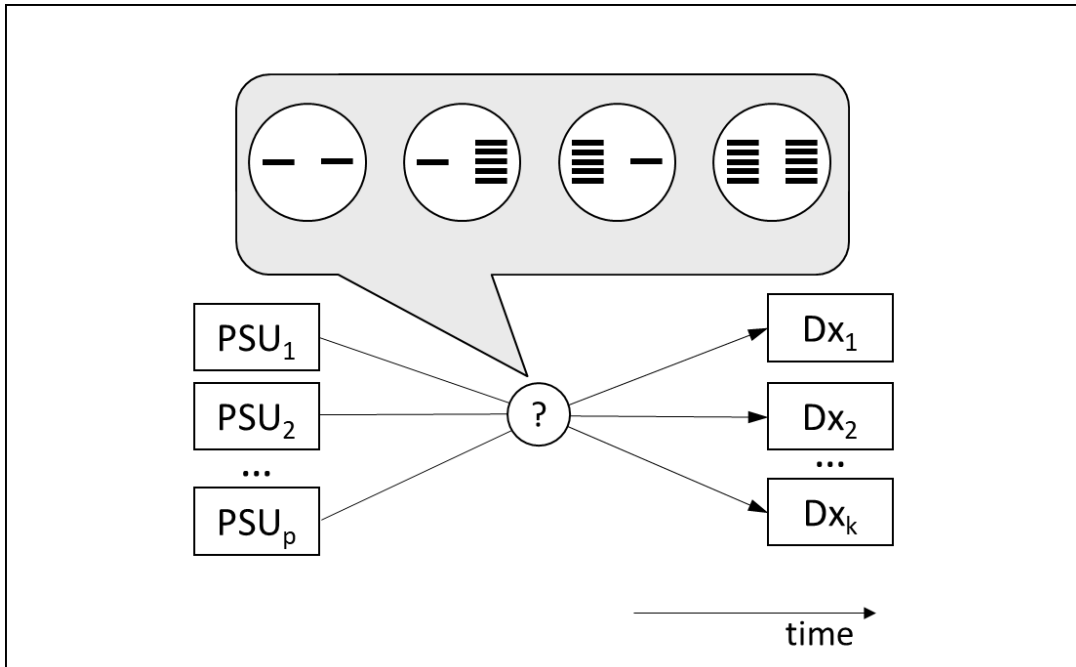 PSU₁
PSU₂
...
PSUₚ
?
Dx₁
Dx₂
...
Dxₖ
time